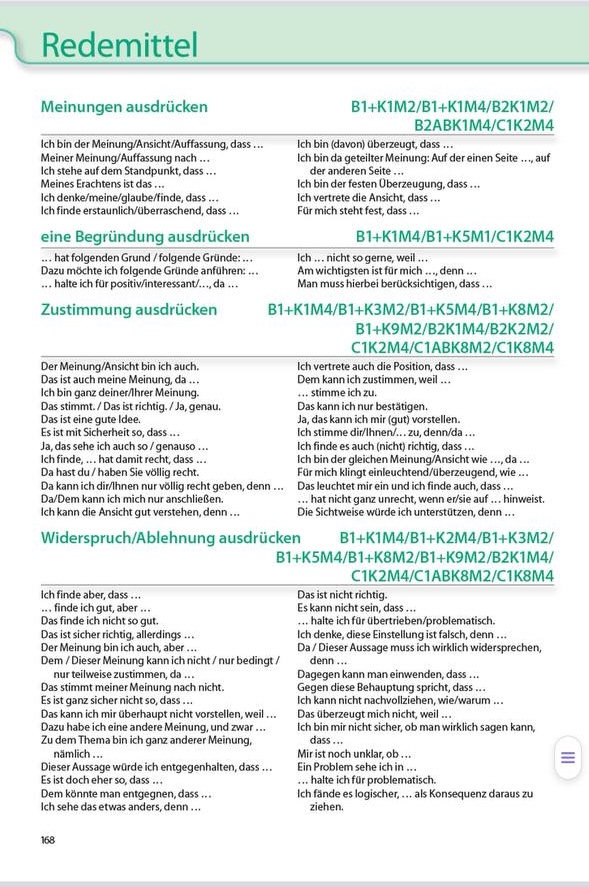 Redemittel
Meinungen ausdrücken
B1+K1M2/B1+K1M4/B2K1M2/
B2ABK1M4/C1K2M4
Ich bin der Meinung/Ansicht/Auffassung, dass …
Meiner Meinung/Auffassung nach …
Ich stehe auf dem Standpunkt, dass …
Meines Erachtens ist das …
Ich denke/meine/glaube/finde, dass …
Ich finde erstaunlich/überraschend, dass …
Ich bin (davon) überzeugt, dass …
Ich bin da geteilter Meinung: Auf der einen Seite …, auf
der anderen Seite …
Ich bin der festen Überzeugung, dass …
Ich vertrete die Ansicht, dass …
Für mich steht fest, dass …
eine Begründung ausdrücken
B1+K1M4/B1+K5M1/C1K2M4
… hat folgenden Grund / folgende Gründe: …
Dazu möchte ich folgende Gründe anführen: …
… halte ich für positiv/interessant/…, da …
Ich … nicht so gerne, weil …
Am wichtigsten ist für mich …, denn …
Man muss hierbei berücksichtigen, dass …
Zustimmung ausdrücken
B1+K1M4/B1+K3M2/B1+K5M4/B1+K8M2/
B1+K9M2/B2K1M4/B2K2M2/
C1K2M4/C1ABK8M2/C1K8M4
Der Meinung/Ansicht bin ich auch.
Das ist auch meine Meinung, da …
Ich bin ganz deiner/Ihrer Meinung.
Das stimmt. / Das ist richtig. / Ja, genau.
Das ist eine gute Idee.
Es ist mit Sicherheit so, dass …
Ja, das sehe ich auch so / genauso …
Ich finde, … hat damit recht, dass …
Da hast du / haben Sie völlig recht.
Da kann ich dir/Ihnen nur völlig recht geben, denn …
Da/Dem kann ich mich nur anschließen.
Ich kann die Ansicht gut verstehen, denn …
Ich vertrete auch die Position, dass …
Dem kann ich zustimmen, weil …
… stimme ich zu.
Das kann ich nur bestätigen.
Ja, das kann ich mir (gut) vorstellen.
Ich stimme dir/Ihnen/… zu, denn/da …
Ich finde es auch (nicht) richtig, dass …
Ich bin der gleichen Meinung/Ansicht wie …, da …
Für mich klingt einleuchtend/überzeugend, wie …
Das leuchtet mir ein und ich finde auch, dass …
… hat nicht ganz unrecht, wenn er/sie auf … hinweist.
Die Sichtweise würde ich unterstützen, denn …
Widerspruch/Ablehnung ausdrücken
B1+K1M4/B1+K2M4/B1+K3M2/
B1+K5M4/B1+K8M2/B1+K9M2/B2K1M4/
C1K2M4/C1ABK8M2/C1K8M4
Ich finde aber, dass …
… finde ich gut, aber …
Das finde ich nicht so gut.
Das ist sicher richtig, allerdings …
Der Meinung bin ich auch, aber …
Dem / Dieser Meinung kann ich nicht / nur bedingt /
nur teilweise zustimmen, da …
Das stimmt meiner Meinung nach nicht.
Es ist ganz sicher nicht so, dass …
Das kann ich mir überhaupt nicht vorstellen, weil …
Dazu habe ich eine andere Meinung, und zwar …
Zu dem Thema bin ich ganz anderer Meinung,
nämlich …
Dieser Aussage würde ich entgegenhalten, dass …
Es ist doch eher so, dass …
Dem könnte man entgegnen, dass …
Ich sehe das etwas anders, denn …
Das ist nicht richtig.
Es kann nicht sein, dass …
… halte ich für übertrieben/problematisch.
Ich denke, diese Einstellung ist falsch, denn …
Da / Dieser Aussage muss ich wirklich widersprechen,
denn …
Dagegen kann man einwenden, dass …
Gegen diese Behauptung spricht, dass …
Ich kann nicht nachvollziehen, wie/warum …
Das überzeugt mich nicht, weil …
Ich bin mir nicht sicher, ob man wirklich sagen kann,
dass …
Mir ist noch unklar, ob …
Ein Problem sehe ich in …
… halte ich für problematisch.
Ich fände es logischer, … als Konsequenz daraus zu
ziehen.
168